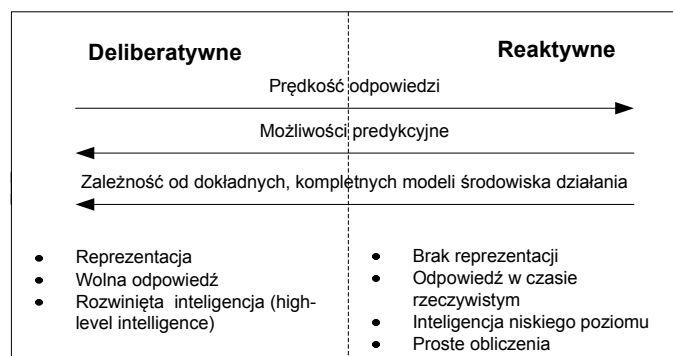 Deliberatywne
Reaktywne
Prędkość odpowiedzi
Możliwości predykcyjne
Zależność od dokładnych, kompletnych modeli środowiska działania
• Reprezentacja
• Wolna odpowiedź
• Rozwinięta inteligencja (high-
level intelligence)
• Brak reprezentacji
• Odpowiedź w czasie
rzeczywistym
• Inteligencja niskiego poziomu
• Proste obliczenia